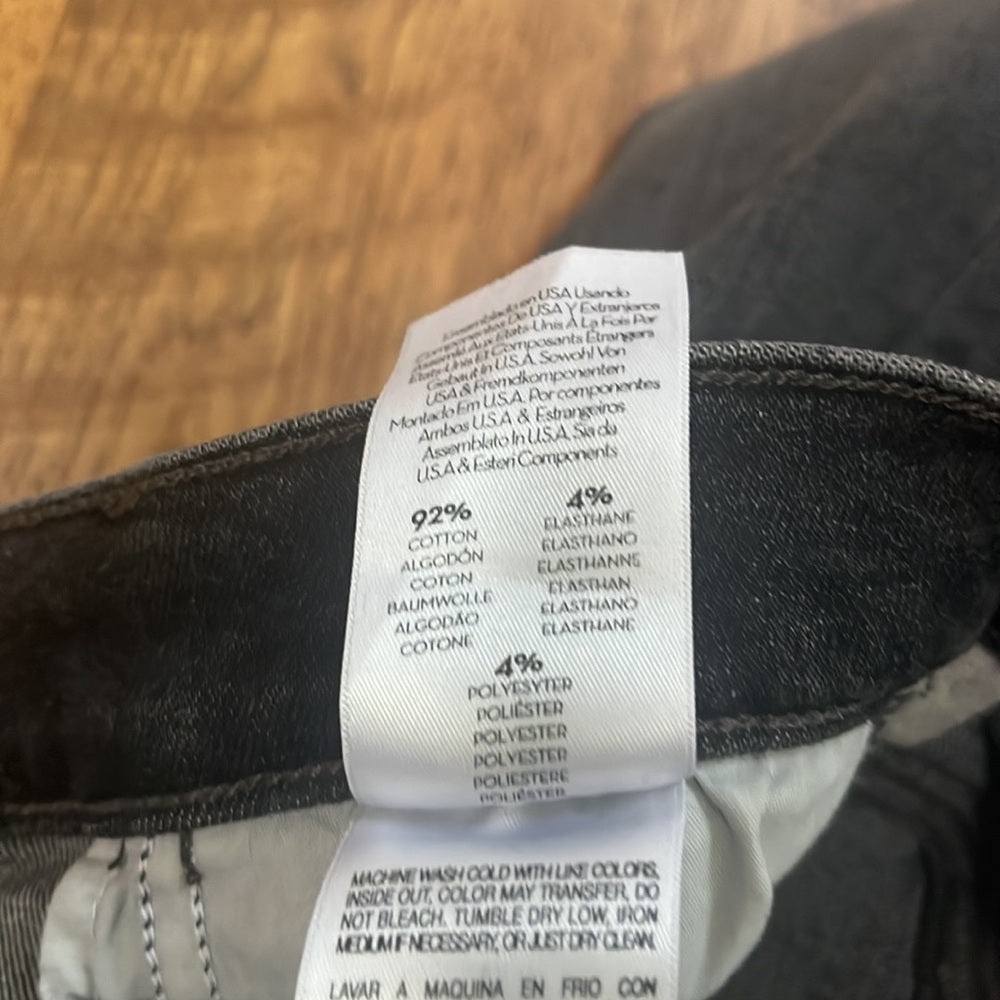 Ensamblado en USA Usando
Componentes De USA Y Extranjeros
Assemlé Aux Etats-Unis A La Fois Par
Etats-Unis Et Composants Étrangers
Gebaut In U.S.A. Sowohl Von
USA & Fremdkomponenten
Montado Em U.S.A. Por componentes
Ambos U.S.A & Estrangeiros
Assemblato In U.S.A. Sia da
U.S.A & Esteri Components
92%
COTTON
ALGODÓN
COTON
BAUMWOLLE
ALGODÃO
COTONE
4%
ELASTHANE
ELASTHANO
ELASTHANNE
ELASTHAN
ELASTHANO
ELASTHANE
4%
POLYESYTER
POLIÉSTER
POLYESTER
POLYESTER
POLIESTERE
POLIÉSTER
MACHINE WASH COLD WITH LIKE COLORS,
INSIDE OUT, COLOR MAY TRANSFER, DO
NOT BLEACH. TUMBLE DRY LOW, IRON
MEDIUM IF NECESSARY, OR JUST DRY CLEAN.
LAVAR A MAQUINA EN FRIO CON